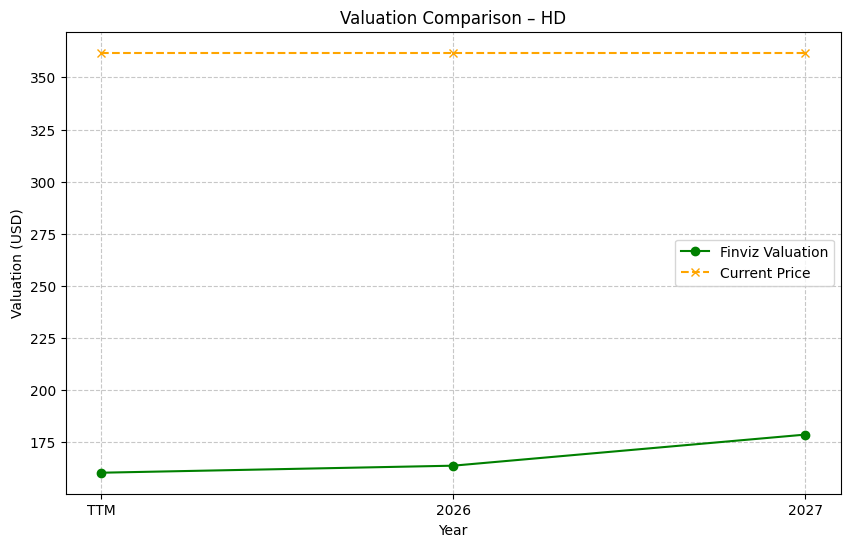 Valuation Comparison – HD
Valuation (USD)
350
325
300
275
250
225
200
175
Finviz Valuation
Current Price
TTM
2026
2027
Year